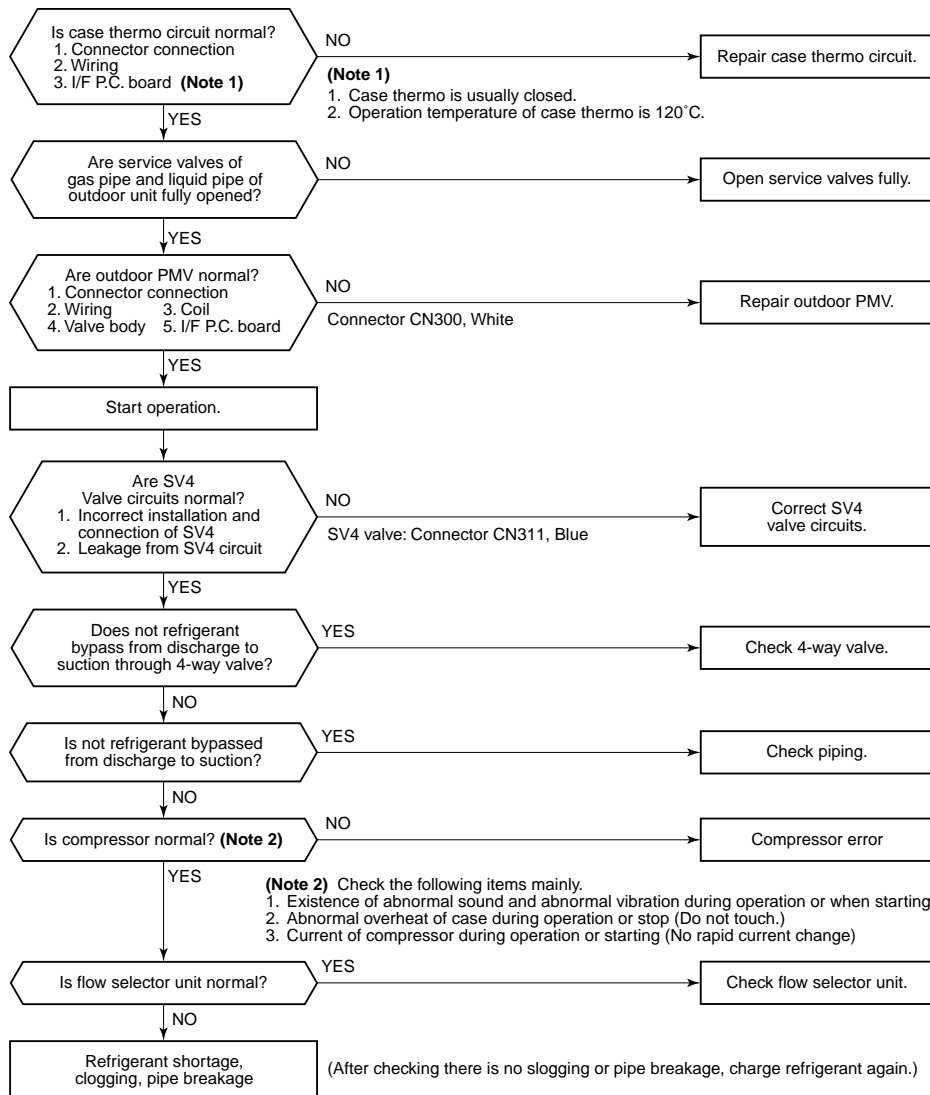 Is case thermo circuit normal?
1. Connector connection
2. Wiring
3. I/F P.C. board (Note 1)
NO
Repair case thermo circuit.
(Note 1)
1. Case thermo is usually closed.
2. Operation temperature of case thermo is 120˚C.
YES
Are service valves of
gas pipe and liquid pipe of
outdoor unit fully opened?
NO
Open service valves fully.
YES
Are outdoor PMV normal?
1. Connector connection
2. Wiring 3. Coil
4. Valve body 5. I/F P.C. board
NO
Connector CN300, White
Repair outdoor PMV.
YES
Start operation.
Are SV4
Valve circuits normal?
1. Incorrect installation and
connection of SV4
2. Leakage from SV4 circuit
NO
SV4 valve: Connector CN311, Blue
Correct SV4
valve circuits.
YES
Does not refrigerant
bypass from discharge to
suction through 4-way valve?
YES
Check 4-way valve.
NO
Is not refrigerant bypassed
from discharge to suction?
YES
Check piping.
NO
Is compressor normal? (Note 2)
NO
Compressor error
YES
(Note 2) Check the following items mainly.
1. Existence of abnormal sound and abnormal vibration during operation or when starting
2. Abnormal overheat of case during operation or stop (Do not touch.)
3. Current of compressor during operation or starting (No rapid current change)
Is flow selector unit normal?
YES
Check flow selector unit.
NO
Refrigerant shortage,
clogging, pipe breakage
(After checking there is no slogging or pipe breakage, charge refrigerant again.)